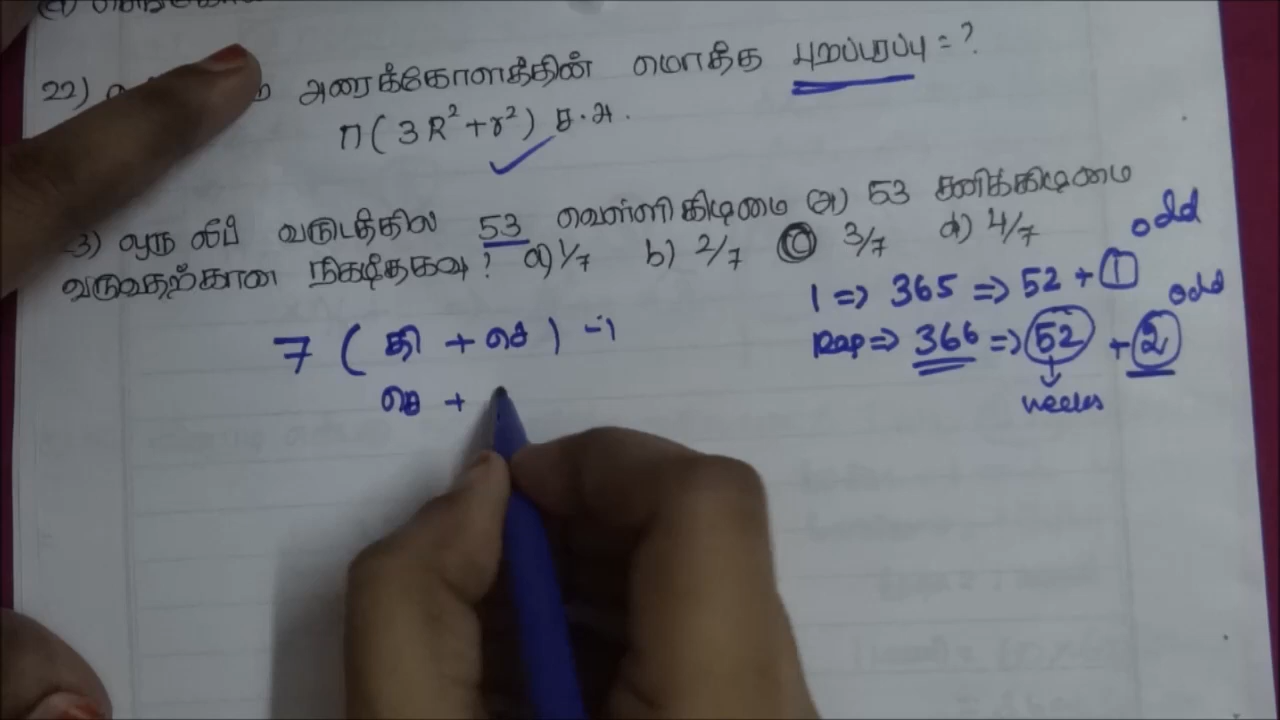 22) அரைக்கோளத்தின் மொத்த புறப்பரப்பு = ?
π ( 3 R² + r² ) ச.அ.
3) ஒரு லீப் வருடத்தில் 53 வெள்ளிகிழமை (அ) 53 சனிக்கிழமை
வருவதற்கான நிகழ்தகவு ? a) 1/7 b) 2/7 c) 3/7 d) 4/7
odd
1 => 365 => 52 + 1
odd
leap => 366 => 52 + 2
weeks
7 ( தி + செ ) - 1
செ +